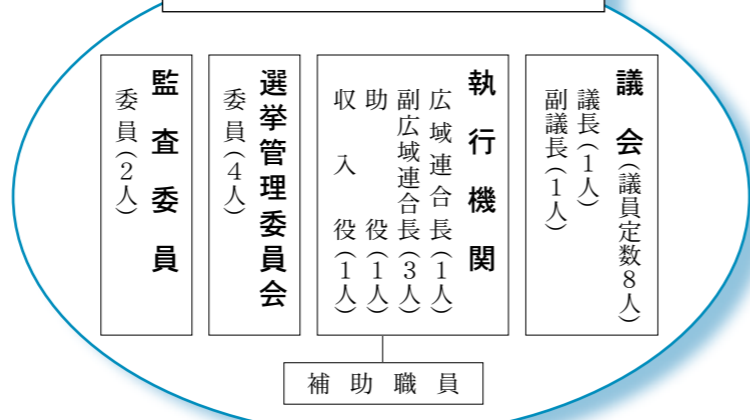 議会(議員定数8人)
議長(1人)
副議長(1人)
執行機関
広域連合長(1人)
副広域連合長(3人)
助役(1人)
収入役(1人)
選挙管理委員会
委員(4人)
監査委員
委員(2人)
補助職員